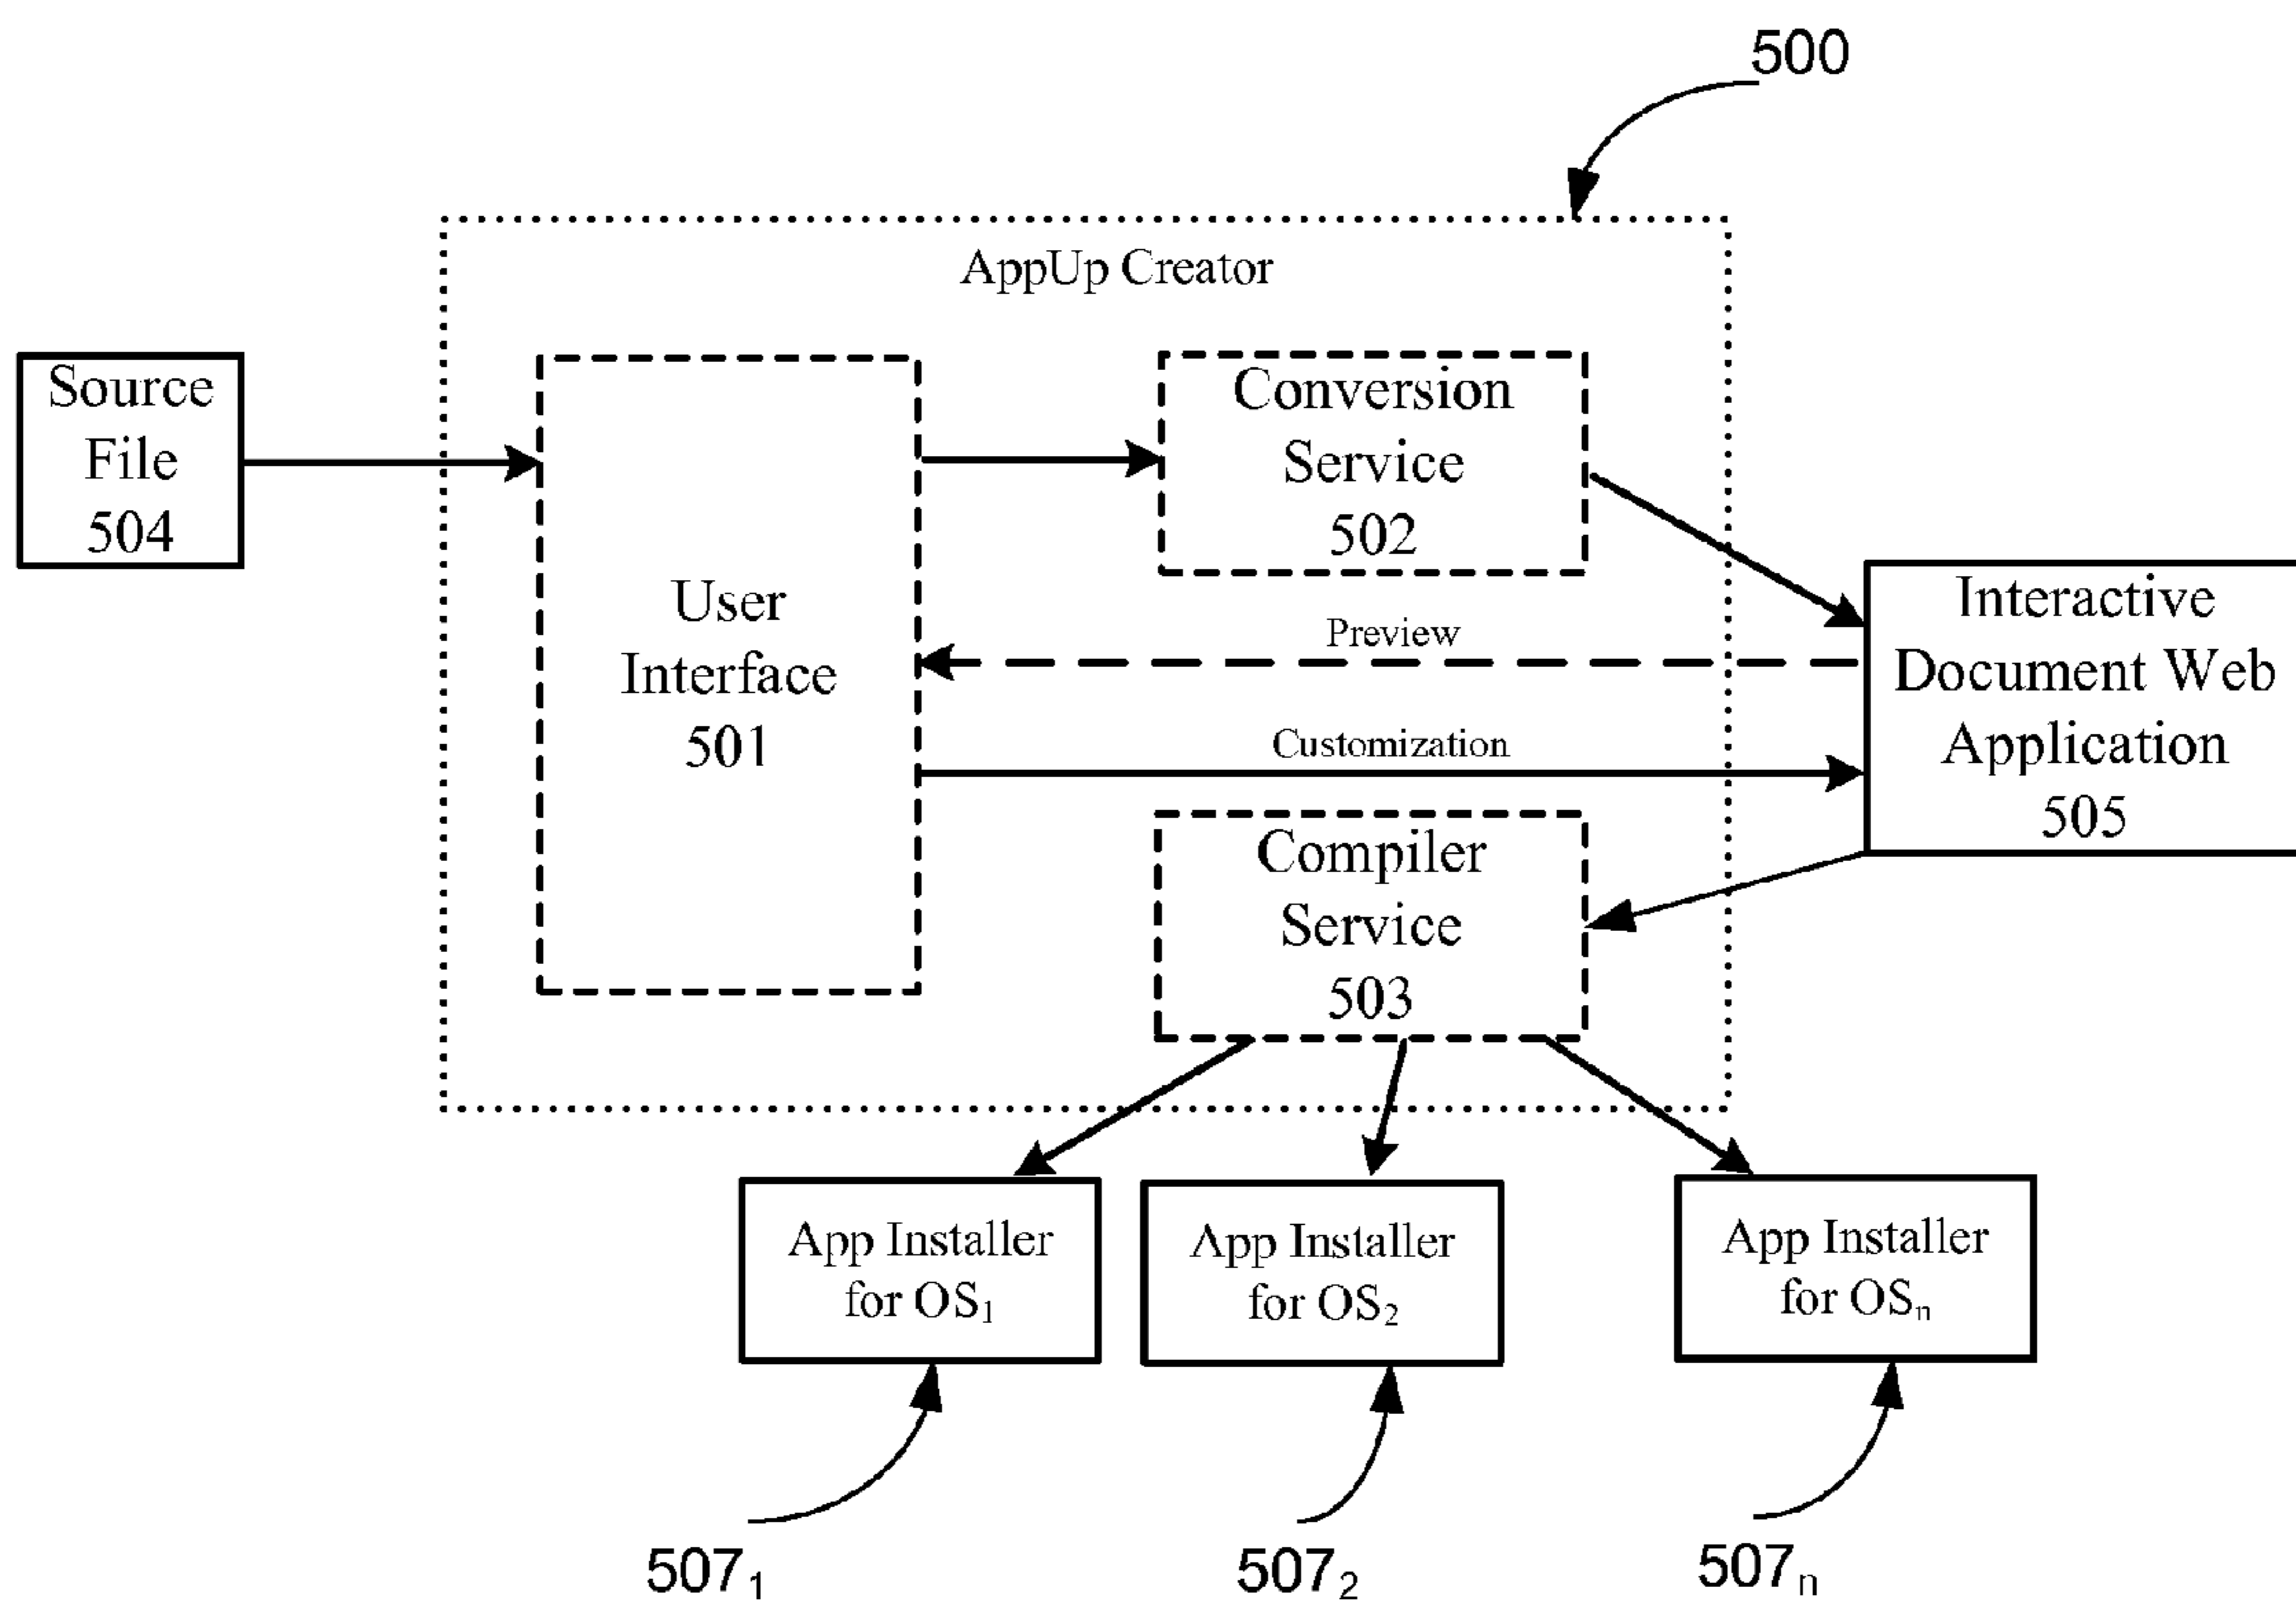 500
AppUp Creator
Source
File
504
User
Interface
501
Conversion
Service
502
Preview
Customization
Interactive
Document Web
Application
505
Compiler
Service
503
App Installer
for OS₁
App Installer
for OS₂
App Installer
for OSₙ
507₁
507₂
507ₙ